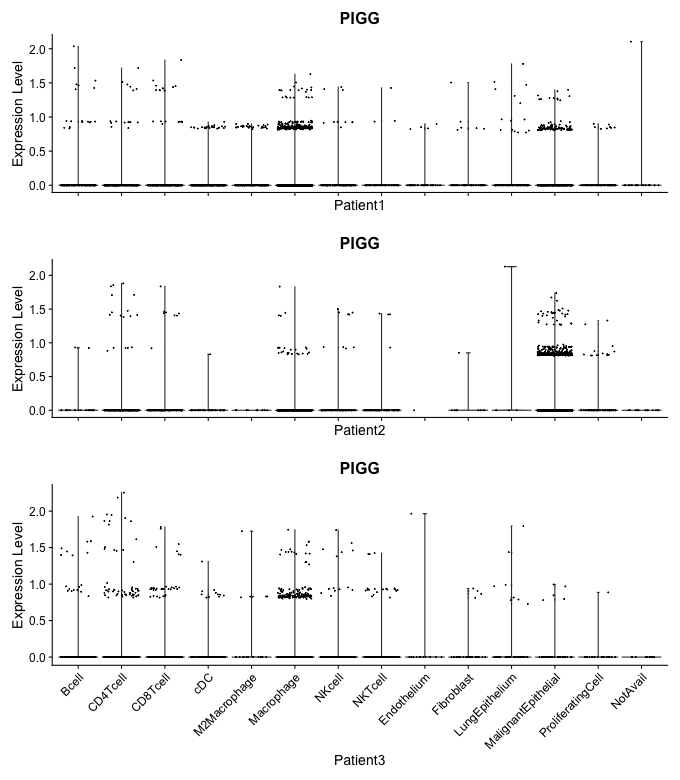 PIGG
Expression Level
2.0
1.5
1.0
0.5
0.0
Patient1
PIGG
Expression Level
2.0
1.5
1.0
0.5
0.0
Patient2
PIGG
Expression Level
2.0
1.5
1.0
0.5
0.0
Bcell
CD4Tcell
CD8Tcell
cDC
M2Macrophage
Macrophage
NKcell
NKTcell
Endothelium
Fibroblast
LungEpithelium
MalignantEpithelial
ProliferatingCell
NotAvail
Patient3